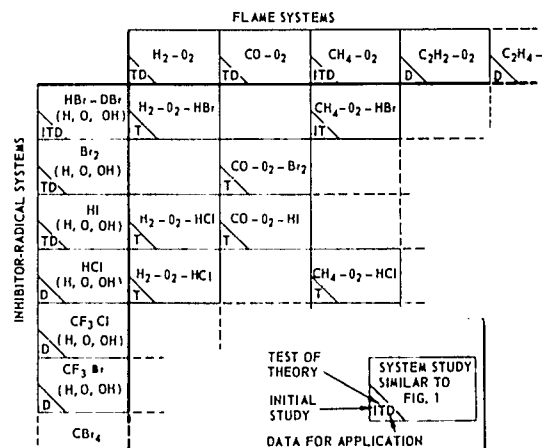 FLAME SYSTEMS
H2-O2 CO-O2 CH4-O2 C2H2-O2 C2H4-
TD TD ITD D D
INHIBITOR-RADICAL SYSTEMS
HBr-DBr H2-O2-HBr CH4-O2-HBr
(H, O, OH)
ITD T IT
Br2
(H, O, OH) CO-O2-Br2
TD T
HI H2-O2-HCl CO-O2-HI
(H, O, OH)
TD T T
HCl H2-O2-HCl CH4-O2-HCl
(H, O, OH)
D T T
CF3Cl
(H, O, OH)
D
CF3Br
(H, O, OH)
D
CBr4
TEST OF THEORY
INITIAL STUDY
SYSTEM STUDY
SIMILAR TO
FIG. 1
ITD
DATA FOR APPLICATION